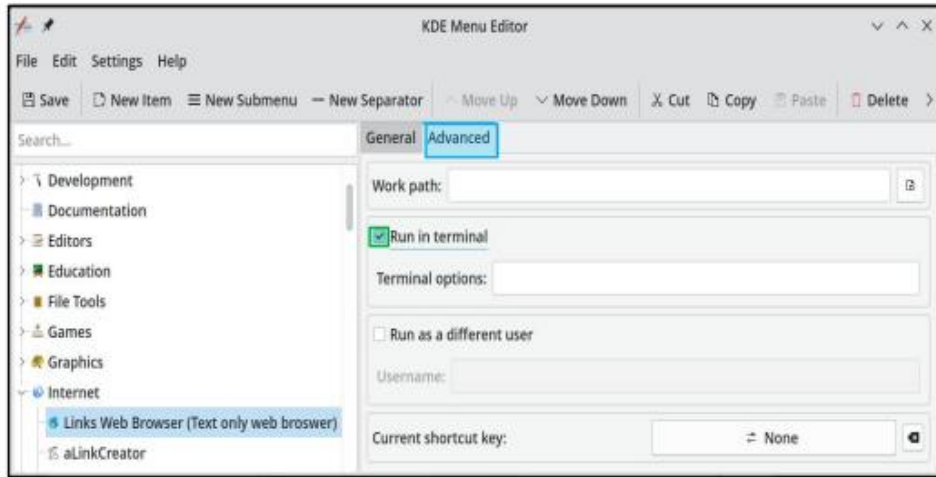 KDE Menu Editor
File Edit Settings Help
Save New Item New Submenu New Separator Move Up Move Down Cut Copy Paste Delete
Search...
General Advanced
Development
Documentation
Editors
Education
File Tools
Games
Graphics
Internet
Links Web Browser (Text only web broswer)
aLinkCreator
Work path:
Run in terminal
Terminal options:
Run as a different user
Username:
Current shortcut key: None